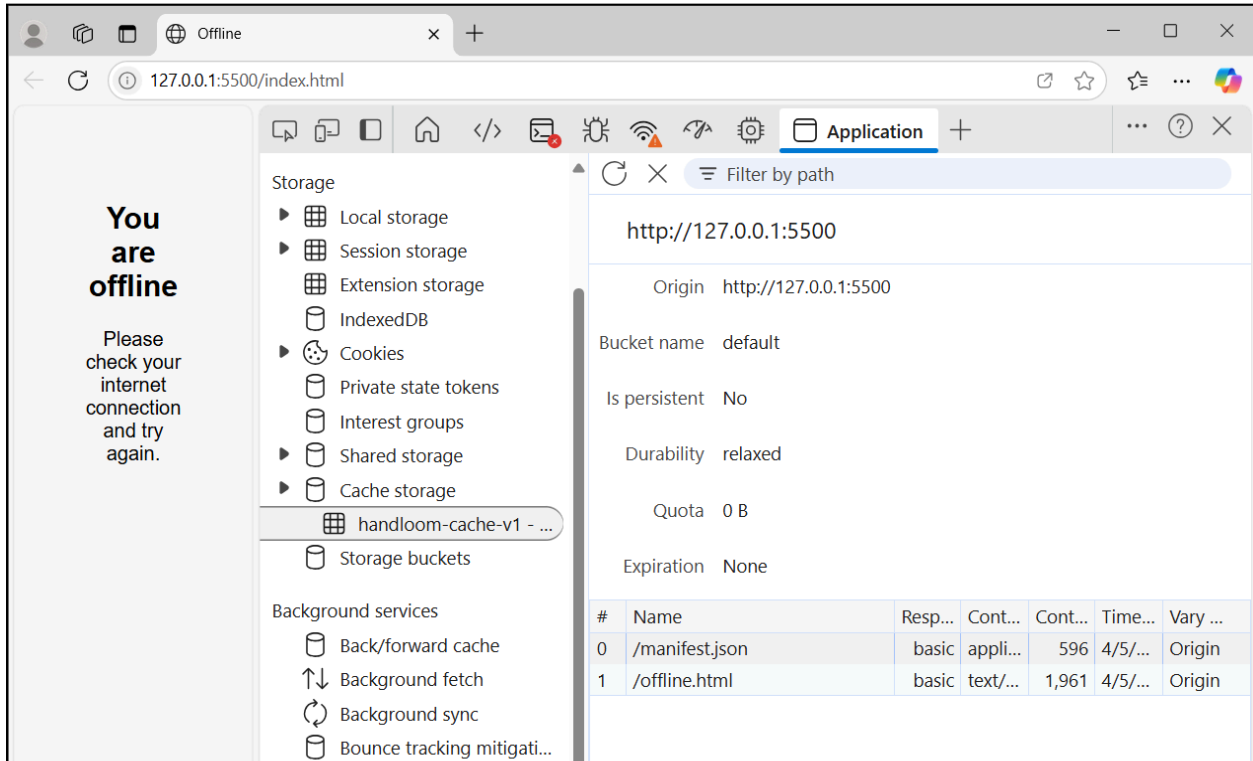 Offline
127.0.0.1:5500/index.html
Application
You
are
offline
Please
check your
internet
connection
and try
again.
Storage
Local storage
Session storage
Extension storage
IndexedDB
Cookies
Private state tokens
Interest groups
Shared storage
Cache storage
handloom-cache-v1 - ...
Storage buckets
Background services
Back/forward cache
Background fetch
Background sync
Bounce tracking mitigati...
Filter by path
http://127.0.0.1:5500
Origin http://127.0.0.1:5500
Bucket name default
Is persistent No
Durability relaxed
Quota 0 B
Expiration None
# Name Resp... Cont... Cont... Time... Vary ...
0 /manifest.json basic appli... 596 4/5/... Origin
1 /offline.html basic text/... 1,961 4/5/... Origin